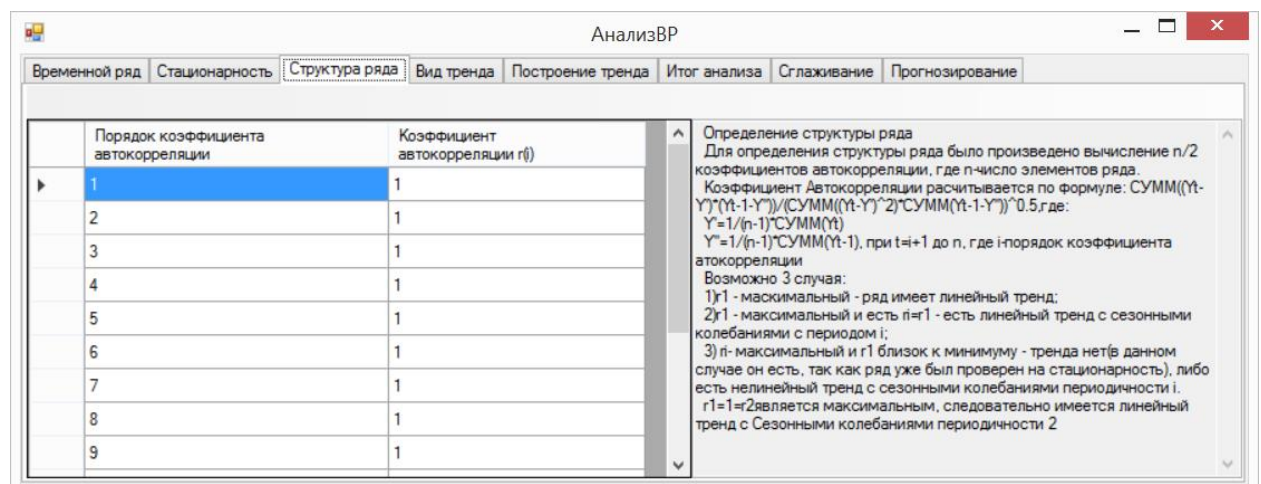 АнализВР
Временной ряд Стационарность Структура ряда Вид тренда Построение тренда Итог анализа Сглаживание Прогнозирование
Порядок коэффициента автокорреляции
Коэффициент автокорреляции r(i)
1 1
2 1
3 1
4 1
5 1
6 1
7 1
8 1
9 1
Определение структуры ряда
Для определения структуры ряда было произведено вычисление n/2
коэффициентов автокорреляции, где n-число элементов ряда.
Коэффициент Автокорреляции расчитывается по формуле: СУММ((Yt-
Y')*(Yt-1-Y''))/(СУММ((Yt-Y')^2)*СУММ(Yt-1-Y''))^0.5,где:
Y'=1/(n-1)*СУММ(Yt)
Y''=1/(n-1)*СУММ(Yt-1), при t=i+1 до n, где i-порядок коэффициента
атокорреляции
Возможно 3 случая:
1)r1 - маскимальный - ряд имеет линейный тренд;
2)r1 - максимальный и есть ri=r1 - есть линейный тренд с сезонными
колебаниями с периодом i;
3) ri- максимальный и r1 близок к минимуму - тренда нет(в данном
случае он есть, так как ряд уже был проверен на стационарность), либо
есть нелинейный тренд с сезонными колебаниями периодичности i.
r1=1=r2является максимальным, следовательно имеется линейный
тренд с Сезонными колебаниями периодичности 2